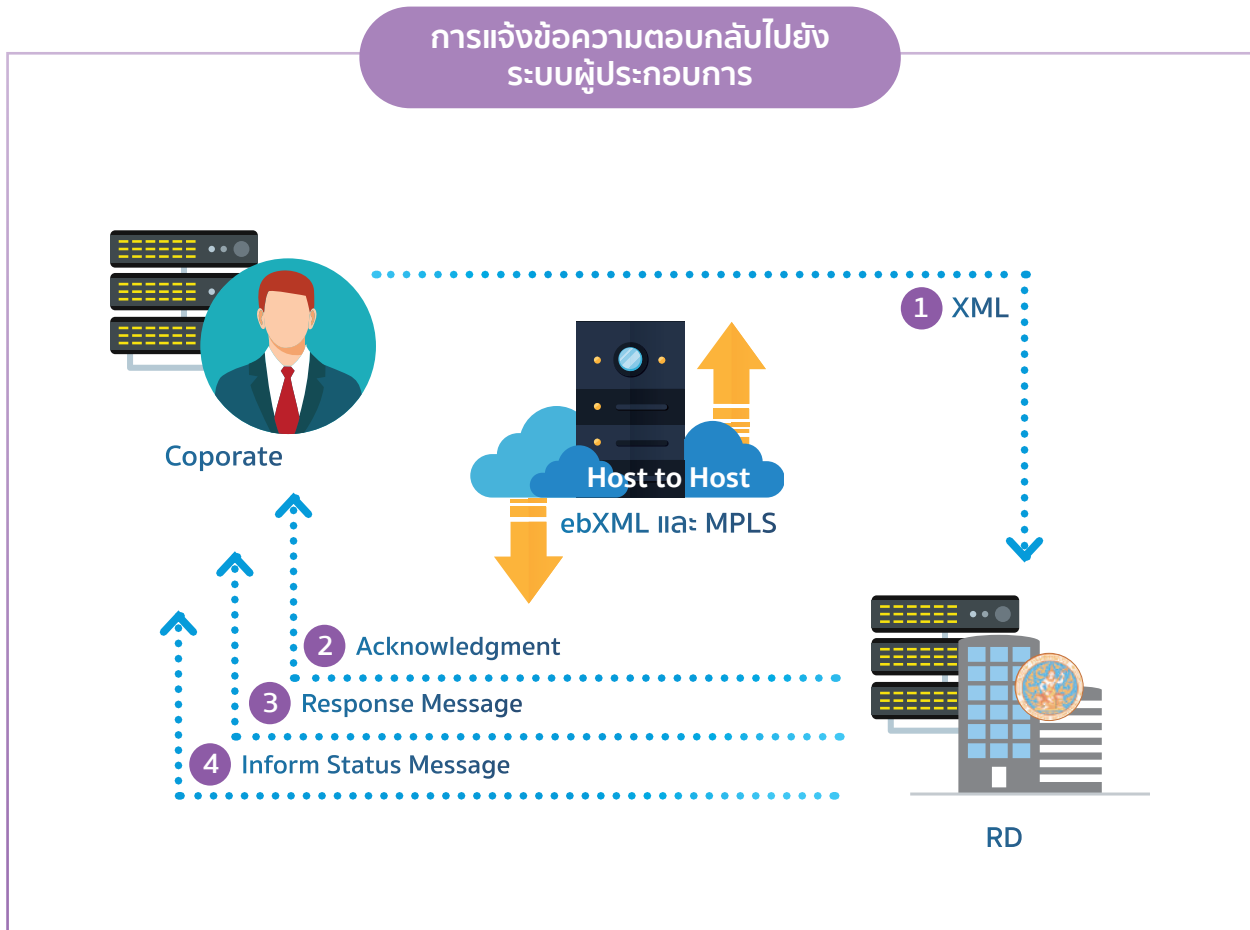 การแจ้งข้อความตอบกลับไปยัง
ระบบผู้ประกอบการ
1 XML
Coporate
Host to Host
ebXML และ MPLS
2 Acknowledgment
3 Response Message
4 Inform Status Message
RD